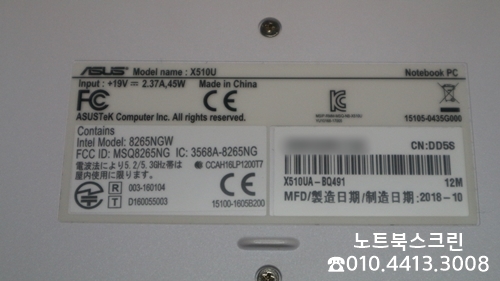 ASUS Model name : X510U Notebook PC
Input : +19V ⎓ 2.37A, 45W Made in China
FC CE
ASUSTeK Computer Inc. All rights reserved.
15105-0435G000
Contains
Intel Model: 8265NGW
FCC ID: MSQ8265NG IC: 3568A-8265NG
電波法により5.2, 5.3GHz帯は
屋内使用に限ります。
CCAH16LP1200T7
CE
R 003-160104
T D160055003
15100-1605B200
CN:DD5S
X510UA-BQ491 12M
MFD/製造日期/制造日度: 2018-10
노트북스크린
☎010.4413.3008